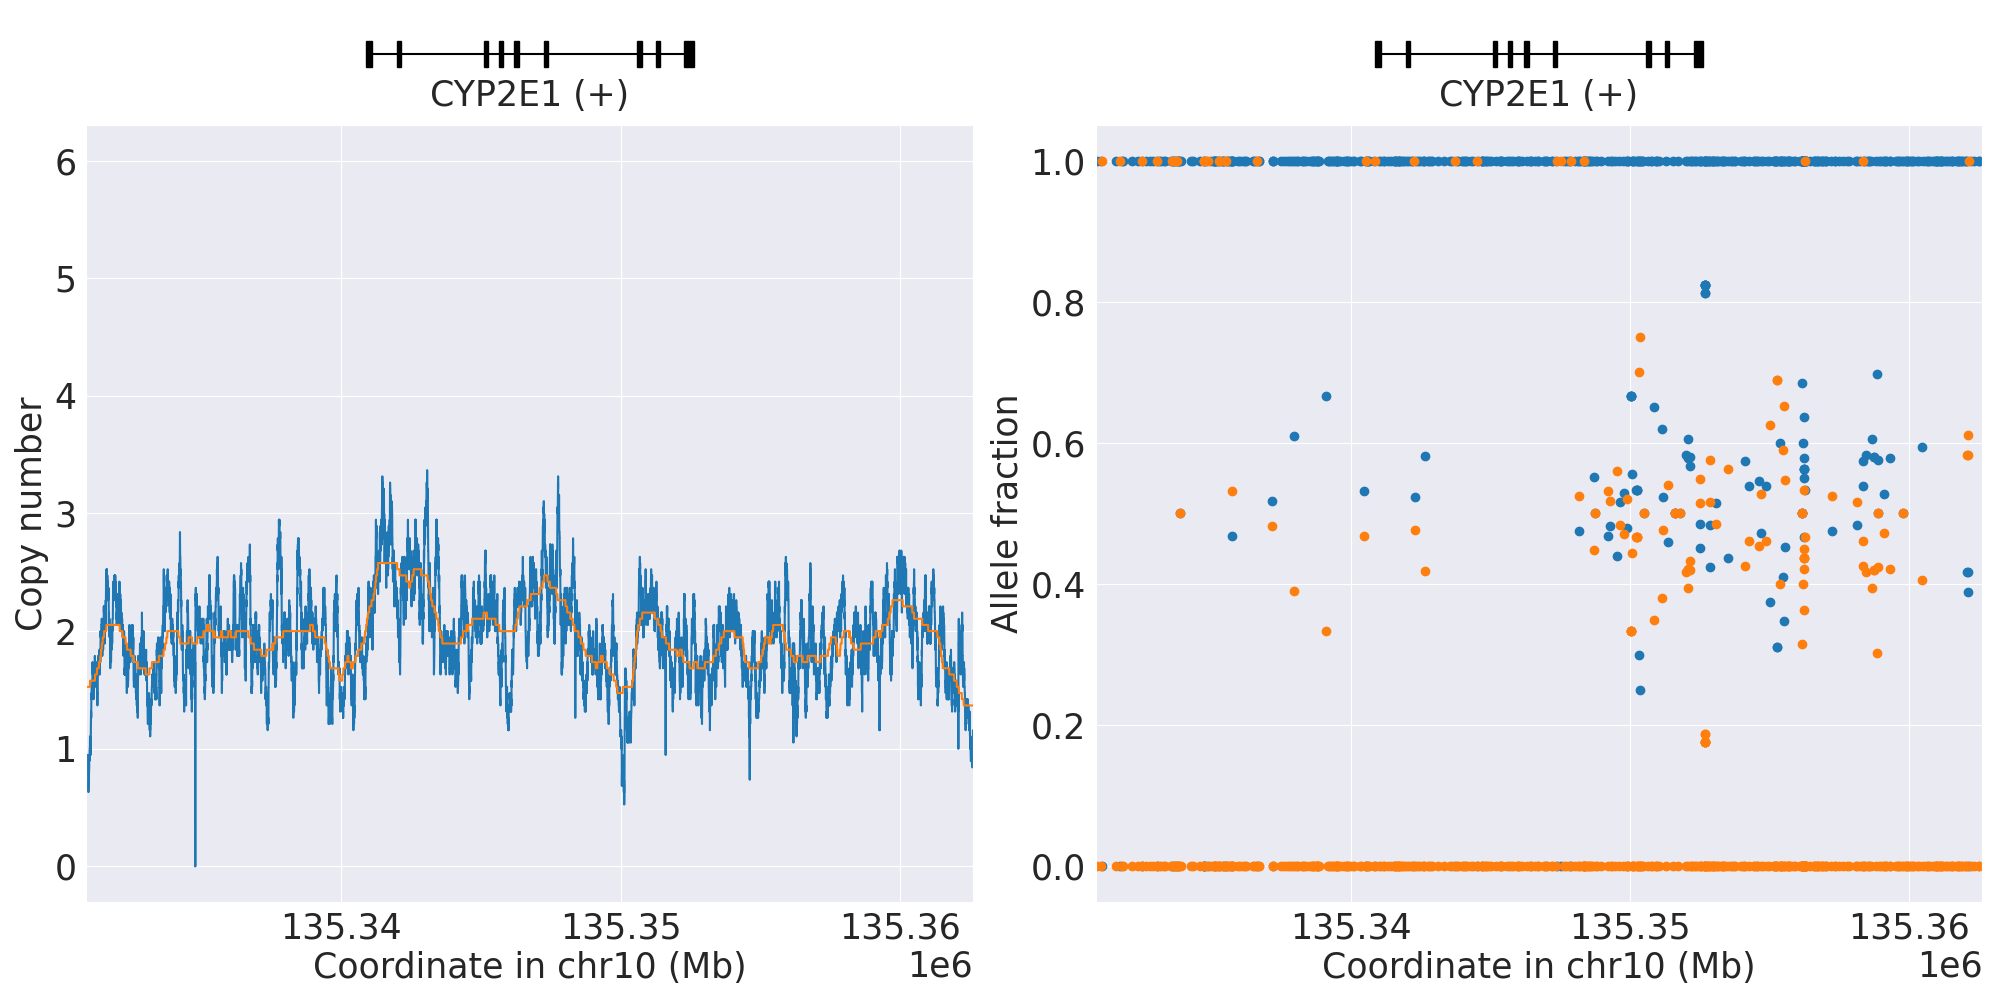 CYP2E1 (+)
6
5
4
3
2
1
0
Copy number
135.34 135.35 135.36
Coordinate in chr10 (Mb)
1e6
CYP2E1 (+)
1.0
0.8
0.6
0.4
0.2
0.0
Allele fraction
135.34 135.35 135.36
Coordinate in chr10 (Mb)
1e6